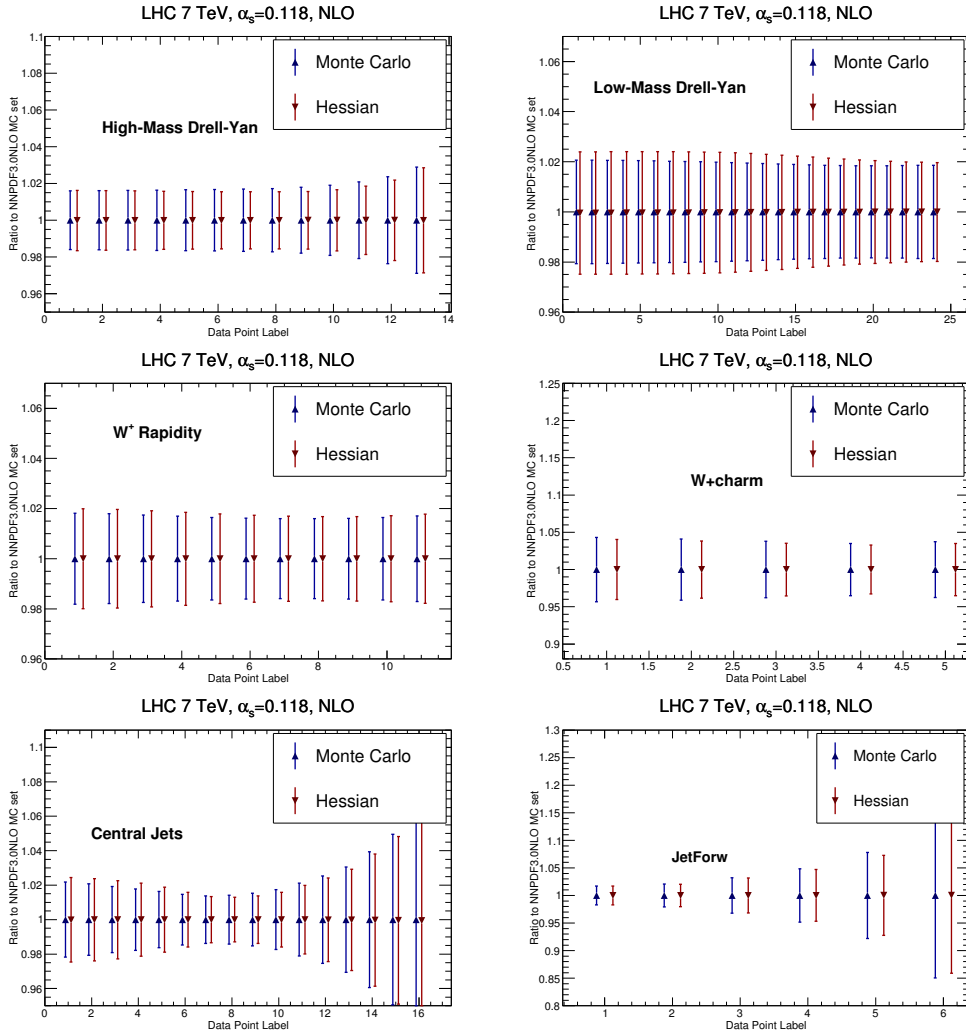 LHC 7 TeV, αs=0.118, NLO
Ratio to NNPDF3.0NLO MC set
1.1
1.08
1.06
1.04
1.02
1
0.98
0.96
High-Mass Drell-Yan
Monte Carlo
Hessian
0 2 4 6 8 10 12 14
Data Point Label
LHC 7 TeV, αs=0.118, NLO
Ratio to NNPDF3.0NLO MC set
1.06
1.04
1.02
1
0.98
0.96
Low-Mass Drell-Yan
Monte Carlo
Hessian
0 5 10 15 20 25
Data Point Label
LHC 7 TeV, αs=0.118, NLO
Ratio to NNPDF3.0NLO MC set
1.06
1.04
1.02
1
0.98
0.96
W+ Rapidity
Monte Carlo
Hessian
0 2 4 6 8 10
Data Point Label
LHC 7 TeV, αs=0.118, NLO
Ratio to NNPDF3.0NLO MC set
1.25
1.2
1.15
1.1
1.05
1
0.95
0.9
W+charm
Monte Carlo
Hessian
0.5 1 1.5 2 2.5 3 3.5 4 4.5 5
Data Point Label
LHC 7 TeV, αs=0.118, NLO
Ratio to NNPDF3.0NLO MC set
1.1
1.08
1.06
1.04
1.02
1
0.98
0.96
Central Jets
Monte Carlo
Hessian
0 2 4 6 8 10 12 14 16
Data Point Label
LHC 7 TeV, αs=0.118, NLO
Ratio to NNPDF3.0NLO MC set
1.3
1.25
1.2
1.15
1.1
1.05
1
0.95
0.9
0.85
0.8
JetForw
Monte Carlo
Hessian
1 2 3 4 5 6
Data Point Label